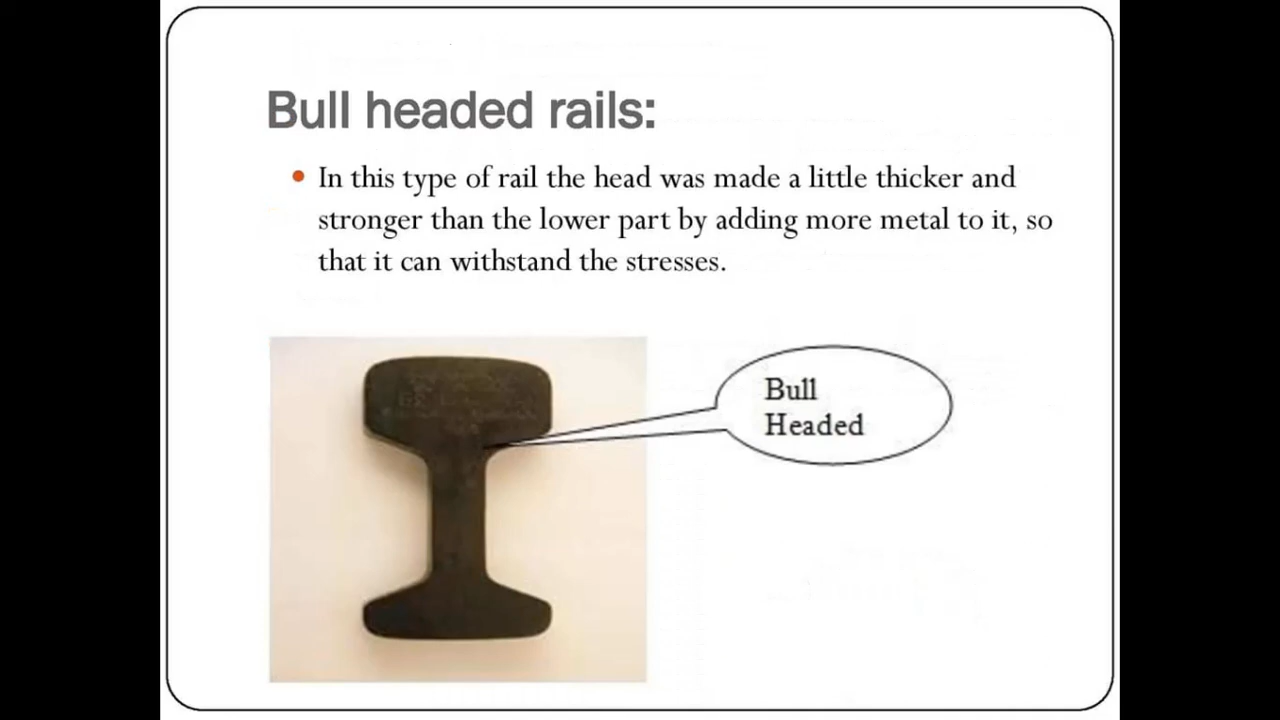 Bull headed rails:
In this type of rail the head was made a little thicker and
stronger than the lower part by adding more metal to it, so
that it can withstand the stresses.
Bull
Headed